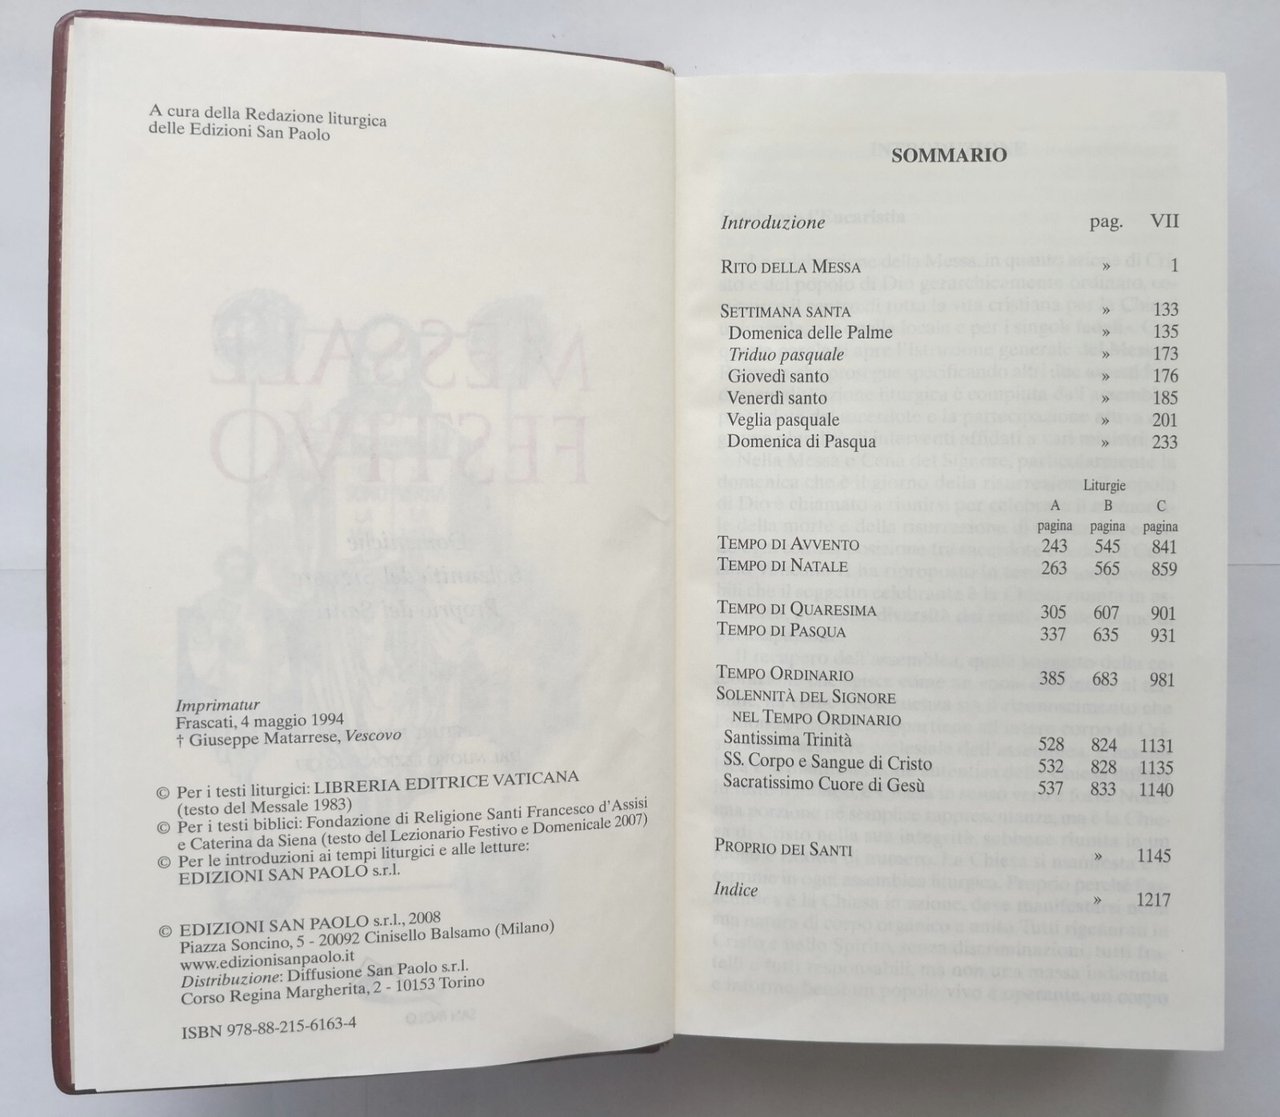 A cura della Redazione liturgica
delle Edizioni San Paolo
Imprimatur
Frascati, 4 maggio 1994
† Giuseppe Matarrese, Vescovo
© Per i testi liturgici: LIBRERIA EDITRICE VATICANA
(testo del Messale 1983)
© Per i testi biblici: Fondazione di Religione Santi Francesco d'Assisi
e Caterina da Siena (testo del Lezionario Festivo e Domenicale 2007)
© Per le introduzioni ai tempi liturgici e alle letture:
EDIZIONI SAN PAOLO s.r.l.
© EDIZIONI SAN PAOLO s.r.l., 2008
Piazza Soncino, 5 - 20092 Cinisello Balsamo (Milano)
www.edizionisanpaolo.it
Distribuzione: Diffusione San Paolo s.r.l.
Corso Regina Margherita, 2 - 10153 Torino
ISBN 978-88-215-6163-4
SOMMARIO
Introduzione pag. VII
RITO DELLA MESSA » 1
SETTIMANA SANTA » 133
Domenica delle Palme » 135
Triduo pasquale » 173
Giovedì santo » 176
Venerdì santo » 185
Veglia pasquale » 201
Domenica di Pasqua » 233
Liturgie
A B C
pagina pagina pagina
TEMPO DI AVVENTO 243 545 841
TEMPO DI NATALE 263 565 859
TEMPO DI QUARESIMA 305 607 901
TEMPO DI PASQUA 337 635 931
TEMPO ORDINARIO 385 683 981
SOLENNITÀ DEL SIGNORE
NEL TEMPO ORDINARIO
Santissima Trinità 528 824 1131
SS. Corpo e Sangue di Cristo 532 828 1135
Sacratissimo Cuore di Gesù 537 833 1140
PROPRIO DEI SANTI » 1145
Indice » 1217